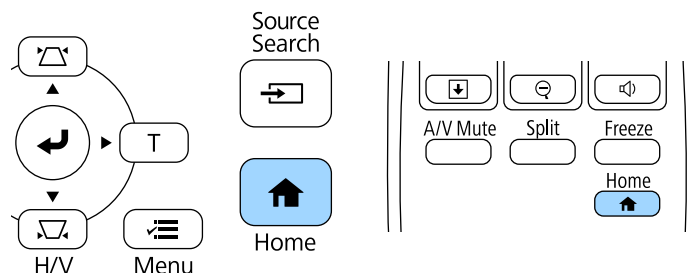 Source
Search
T
Home
H/V
Menu
A/V Mute
Split
Freeze
Home